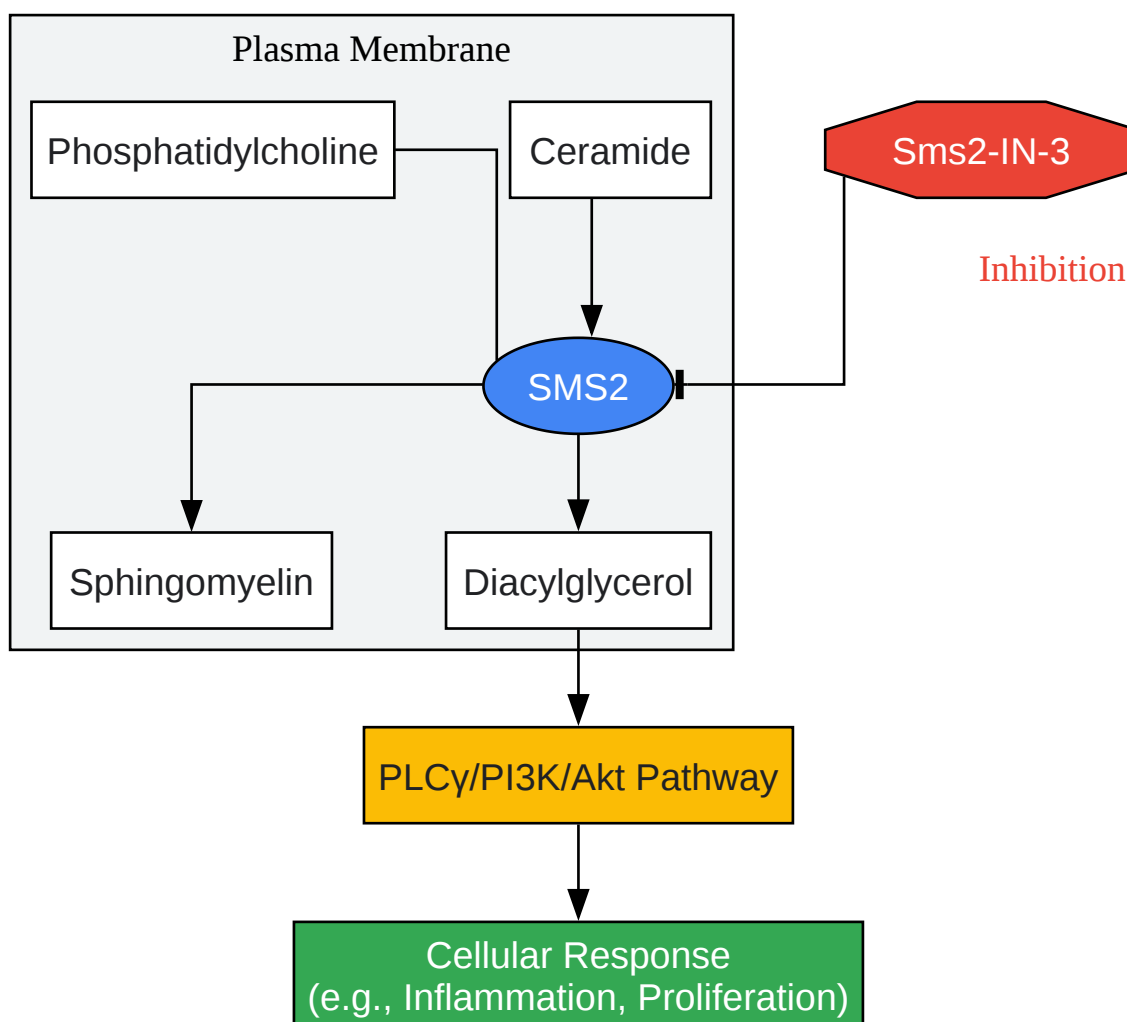 Plasma Membrane
Phosphatidylcholine
Ceramide
Sms2-IN-3
Inhibition
SMS2
Sphingomyelin
Diacylglycerol
PLCγ/PI3K/Akt Pathway
Cellular Response
(e.g., Inflammation, Proliferation)